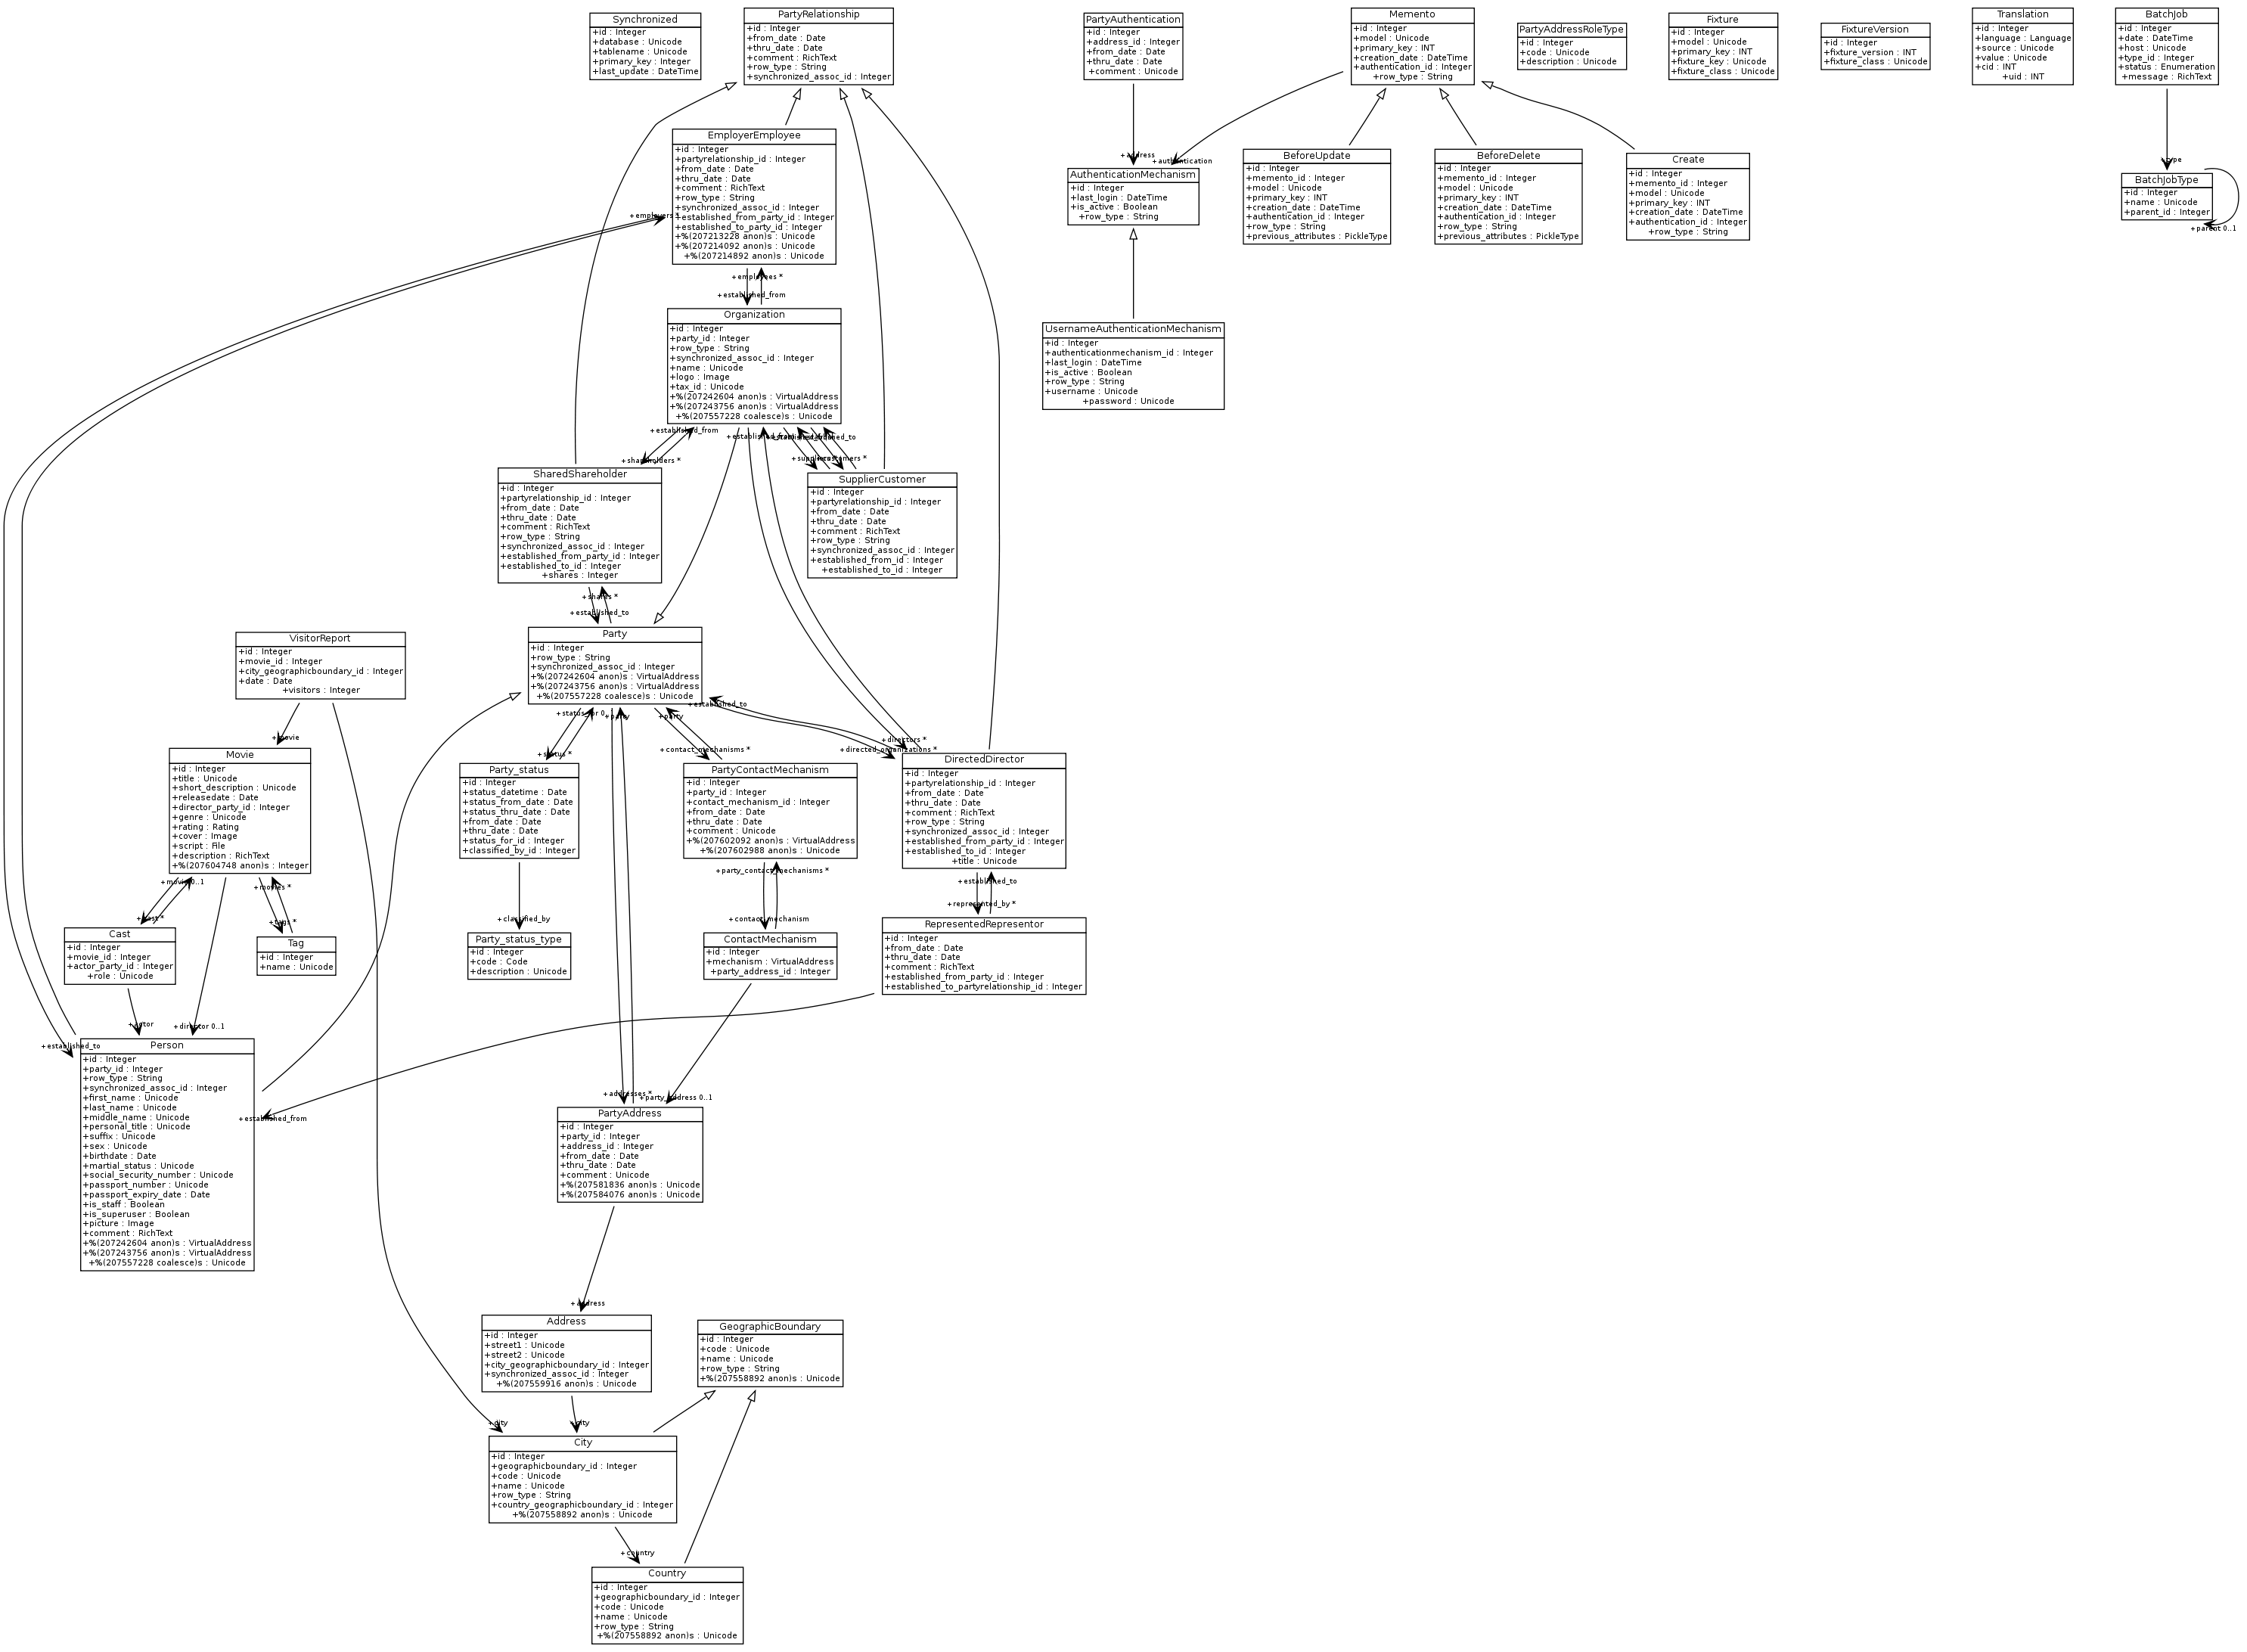 Synchronized
+id : Integer
+database : Unicode
+tablename : Unicode
+primary_key : Integer
+last_update : DateTime
PartyRelationship
+id : Integer
+from_date : Date
+thru_date : Date
+comment : RichText
+row_type : String
+synchronized_assoc_id : Integer
PartyAuthentication
+id : Integer
+address_id : Integer
+from_date : Date
+thru_date : Date
+comment : Unicode
Memento
+id : Integer
+model : Unicode
+primary_key : INT
+creation_date : DateTime
+authentication_id : Integer
+row_type : String
PartyAddressRoleType
+id : Integer
+code : Unicode
+description : Unicode
Fixture
+id : Integer
+model : Unicode
+primary_key : INT
+fixture_key : Unicode
+fixture_class : Unicode
FixtureVersion
+id : Integer
+fixture_version : INT
+fixture_class : Unicode
Translation
+id : Integer
+language : Language
+source : Unicode
+value : Unicode
+cid : INT
+uid : INT
BatchJob
+id : Integer
+date : DateTime
+host : Unicode
+type_id : Integer
+status : Enumeration
+message : RichText
EmployerEmployee
+id : Integer
+partyrelationship_id : Integer
+from_date : Date
+thru_date : Date
+comment : RichText
+row_type : String
+synchronized_assoc_id : Integer
+established_from_party_id : Integer
+established_to_party_id : Integer
+%(207213228 anon)s : Unicode
+%(207214092 anon)s : Unicode
+%(207214892 anon)s : Unicode
+employers *
+address
+authentication
AuthenticationMechanism
+id : Integer
+last_login : DateTime
+is_active : Boolean
+row_type : String
BeforeUpdate
+id : Integer
+memento_id : Integer
+model : Unicode
+primary_key : INT
+creation_date : DateTime
+authentication_id : Integer
+row_type : String
+previous_attributes : PickleType
BeforeDelete
+id : Integer
+memento_id : Integer
+model : Unicode
+primary_key : INT
+creation_date : DateTime
+authentication_id : Integer
+row_type : String
+previous_attributes : PickleType
Create
+id : Integer
+memento_id : Integer
+model : Unicode
+primary_key : INT
+creation_date : DateTime
+authentication_id : Integer
+row_type : String
+type
BatchJobType
+id : Integer
+name : Unicode
+parent_id : Integer
+parent 0..1
+employees *
+established_from
Organization
+id : Integer
+party_id : Integer
+row_type : String
+synchronized_assoc_id : Integer
+name : Unicode
+logo : Image
+tax_id : Unicode
+%(207242604 anon)s : VirtualAddress
+%(207243756 anon)s : VirtualAddress
+%(207557228 coalesce)s : Unicode
UsernameAuthenticationMechanism
+id : Integer
+authenticationmechanism_id : Integer
+last_login : DateTime
+is_active : Boolean
+row_type : String
+username : Unicode
+password : Unicode
+established_from
+shareholders *
SharedShareholder
+id : Integer
+partyrelationship_id : Integer
+from_date : Date
+thru_date : Date
+comment : RichText
+row_type : String
+synchronized_assoc_id : Integer
+established_from_party_id : Integer
+established_to_id : Integer
+shares : Integer
SupplierCustomer
+id : Integer
+partyrelationship_id : Integer
+from_date : Date
+thru_date : Date
+comment : RichText
+row_type : String
+synchronized_assoc_id : Integer
+established_from_id : Integer
+established_to_id : Integer
+shares *
+established_to
Party
+id : Integer
+row_type : String
+synchronized_assoc_id : Integer
+%(207242604 anon)s : VirtualAddress
+%(207243756 anon)s : VirtualAddress
+%(207557228 coalesce)s : Unicode
VisitorReport
+id : Integer
+movie_id : Integer
+city_geographicboundary_id : Integer
+date : Date
+visitors : Integer
+party
+party
+established_to
+movie
+status *
+contact_mechanisms *
+directors *
+directed_organizations *
Movie
+id : Integer
+title : Unicode
+short_description : Unicode
+releasedate : Date
+director_party_id : Integer
+genre : Unicode
+rating : Rating
+cover : Image
+script : File
+description : RichText
+%(207604748 anon)s : Integer
Party_status
+id : Integer
+status_datetime : Date
+status_from_date : Date
+status_thru_date : Date
+from_date : Date
+thru_date : Date
+status_for_id : Integer
+classified_by_id : Integer
PartyContactMechanism
+id : Integer
+party_id : Integer
+contact_mechanism_id : Integer
+from_date : Date
+thru_date : Date
+comment : Unicode
+%(207602092 anon)s : VirtualAddress
+%(207602988 anon)s : Unicode
DirectedDirector
+id : Integer
+partyrelationship_id : Integer
+from_date : Date
+thru_date : Date
+comment : RichText
+row_type : String
+synchronized_assoc_id : Integer
+established_from_party_id : Integer
+established_to_id : Integer
+title : Unicode
+movie 0..1
+movies *
+cast *
+tags *
+classified_by
+party_contact_mechanisms *
+contact_mechanism
+established_to
+represented_by *
Cast
+id : Integer
+movie_id : Integer
+actor_party_id : Integer
+role : Unicode
Tag
+id : Integer
+name : Unicode
Party_status_type
+id : Integer
+code : Code
+description : Unicode
ContactMechanism
+id : Integer
+mechanism : VirtualAddress
+party_address_id : Integer
RepresentedRepresentor
+id : Integer
+from_date : Date
+thru_date : Date
+comment : RichText
+established_from_party_id : Integer
+established_to_partyrelationship_id : Integer
+actor
+director 0..1
+established_to
Person
+id : Integer
+party_id : Integer
+row_type : String
+synchronized_assoc_id : Integer
+first_name : Unicode
+last_name : Unicode
+middle_name : Unicode
+personal_title : Unicode
+suffix : Unicode
+sex : Unicode
+birthdate : Date
+martial_status : Unicode
+social_security_number : Unicode
+passport_number : Unicode
+passport_expiry_date : Date
+is_staff : Boolean
+is_superuser : Boolean
+picture : Image
+comment : RichText
+%(207242604 anon)s : VirtualAddress
+%(207243756 anon)s : VirtualAddress
+%(207557228 coalesce)s : Unicode
+established_from
+addresses *
+party_address 0..1
PartyAddress
+id : Integer
+party_id : Integer
+address_id : Integer
+from_date : Date
+thru_date : Date
+comment : Unicode
+%(207581836 anon)s : Unicode
+%(207584076 anon)s : Unicode
+address
Address
+id : Integer
+street1 : Unicode
+street2 : Unicode
+city_geographicboundary_id : Integer
+synchronized_assoc_id : Integer
+%(207559916 anon)s : Unicode
GeographicBoundary
+id : Integer
+code : Unicode
+name : Unicode
+row_type : String
+%(207558892 anon)s : Unicode
+city
+city
City
+id : Integer
+geographicboundary_id : Integer
+code : Unicode
+name : Unicode
+row_type : String
+country_geographicboundary_id : Integer
+%(207558892 anon)s : Unicode
+country
Country
+id : Integer
+geographicboundary_id : Integer
+code : Unicode
+name : Unicode
+row_type : String
+%(207558892 anon)s : Unicode